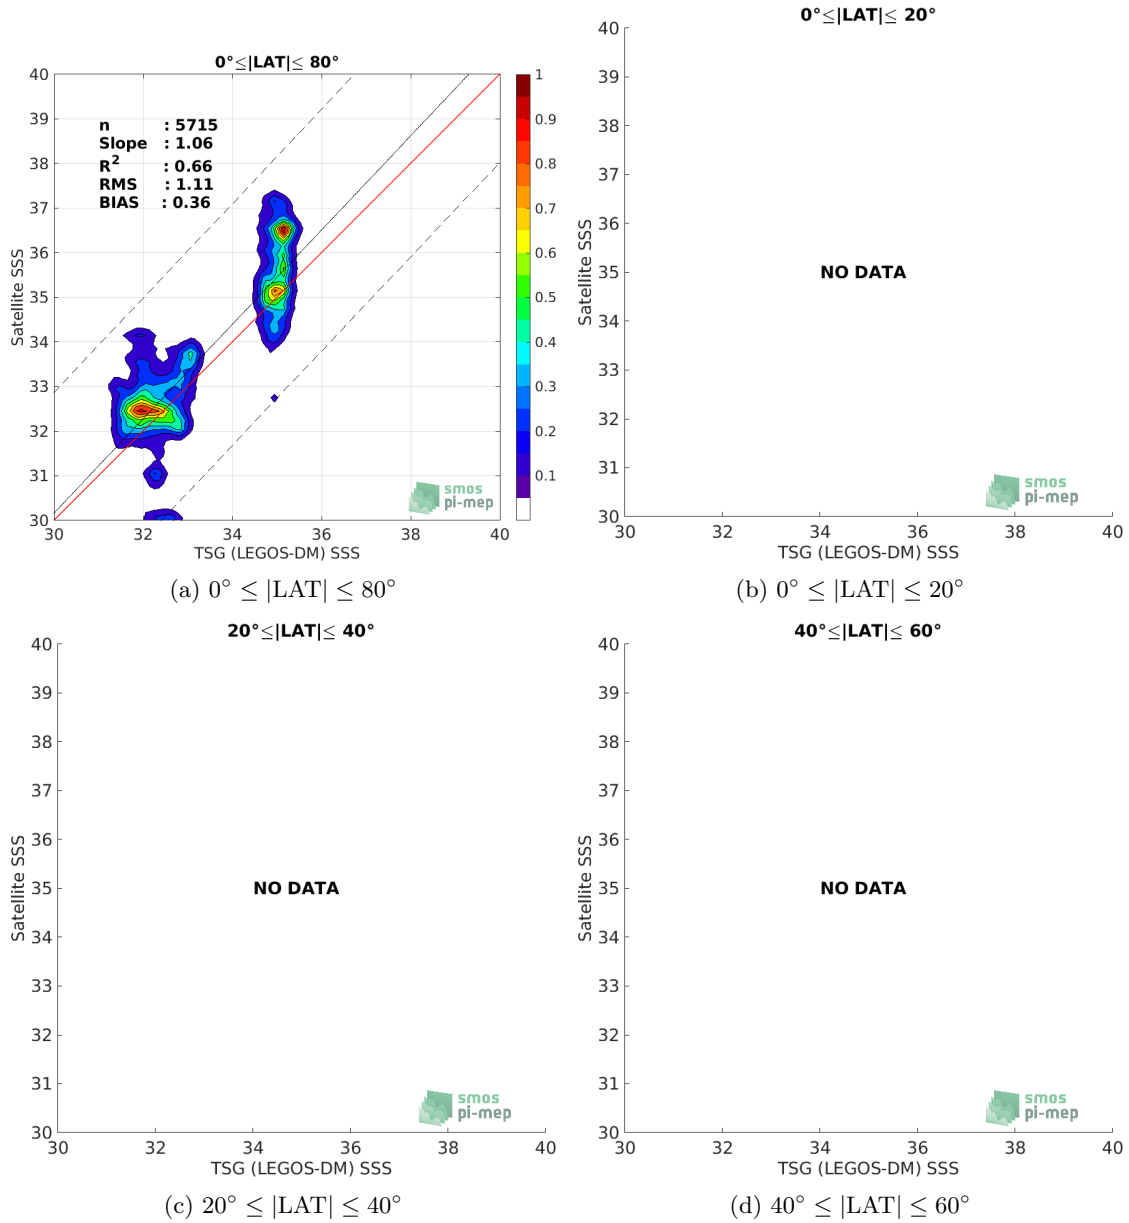 0°≤|LAT|≤ 80°
40
39
38
37
36
35
34
33
32
31
30
n : 5715
Slope : 1.06
R² : 0.66
RMS : 1.11
BIAS : 0.36
1
0.9
0.8
0.7
0.6
0.5
0.4
0.3
0.2
0.1
Satellite SSS
smos
pi-mep
30 32 34 36 38 40
TSG (LEGOS-DM) SSS
(a) 0° ≤ |LAT| ≤ 80°
0°≤|LAT|≤ 20°
40
39
38
37
36
35
34
33
32
31
30
Satellite SSS
NO DATA
smos
pi-mep
30 32 34 36 38 40
TSG (LEGOS-DM) SSS
(b) 0° ≤ |LAT| ≤ 20°
20°≤|LAT|≤ 40°
40
39
38
37
36
35
34
33
32
31
30
Satellite SSS
NO DATA
smos
pi-mep
30 32 34 36 38 40
TSG (LEGOS-DM) SSS
(c) 20° ≤ |LAT| ≤ 40°
40°≤|LAT|≤ 60°
40
39
38
37
36
35
34
33
32
31
30
Satellite SSS
NO DATA
smos
pi-mep
30 32 34 36 38 40
TSG (LEGOS-DM) SSS
(d) 40° ≤ |LAT| ≤ 60°